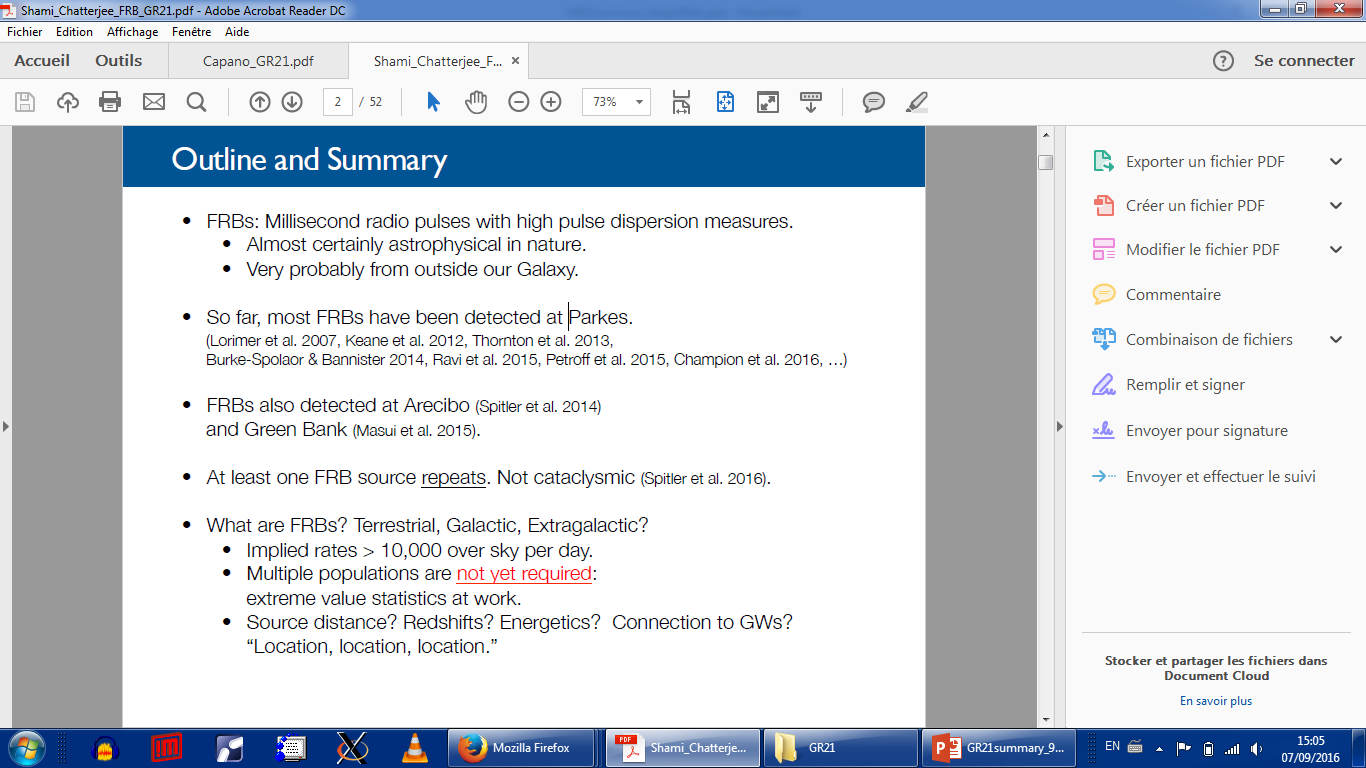 Shami_Chatterjee_FRB_GR21.pdf - Adobe Acrobat Reader DC
Fichier Edition Affichage Fenêtre Aide
Accueil Outils Capano_GR21.pdf Shami_Chatterjee_F... × ? Se connecter
2 / 52 73%
Outline and Summary
• FRBs: Millisecond radio pulses with high pulse dispersion measures.
• Almost certainly astrophysical in nature.
• Very probably from outside our Galaxy.
• So far, most FRBs have been detected at Parkes.
(Lorimer et al. 2007, Keane et al. 2012, Thornton et al. 2013,
Burke-Spolaor & Bannister 2014, Ravi et al. 2015, Petroff et al. 2015, Champion et al. 2016, …)
• FRBs also detected at Arecibo (Spitler et al. 2014)
and Green Bank (Masui et al. 2015).
• At least one FRB source repeats. Not cataclysmic (Spitler et al. 2016).
• What are FRBs? Terrestrial, Galactic, Extragalactic?
• Implied rates > 10,000 over sky per day.
• Multiple populations are not yet required:
extreme value statistics at work.
• Source distance? Redshifts? Energetics? Connection to GWs?
“Location, location, location.”
Exporter un fichier PDF
Créer un fichier PDF
Modifier le fichier PDF
Commentaire
Combinaison de fichiers
Remplir et signer
Envoyer pour signature
Envoyer et effectuer le suivi
Stocker et partager les fichiers dans
Document Cloud
En savoir plus
Mozilla Firefox Shami_Chatterje... GR21 GR21summary_9... EN 15:05
07/09/2016